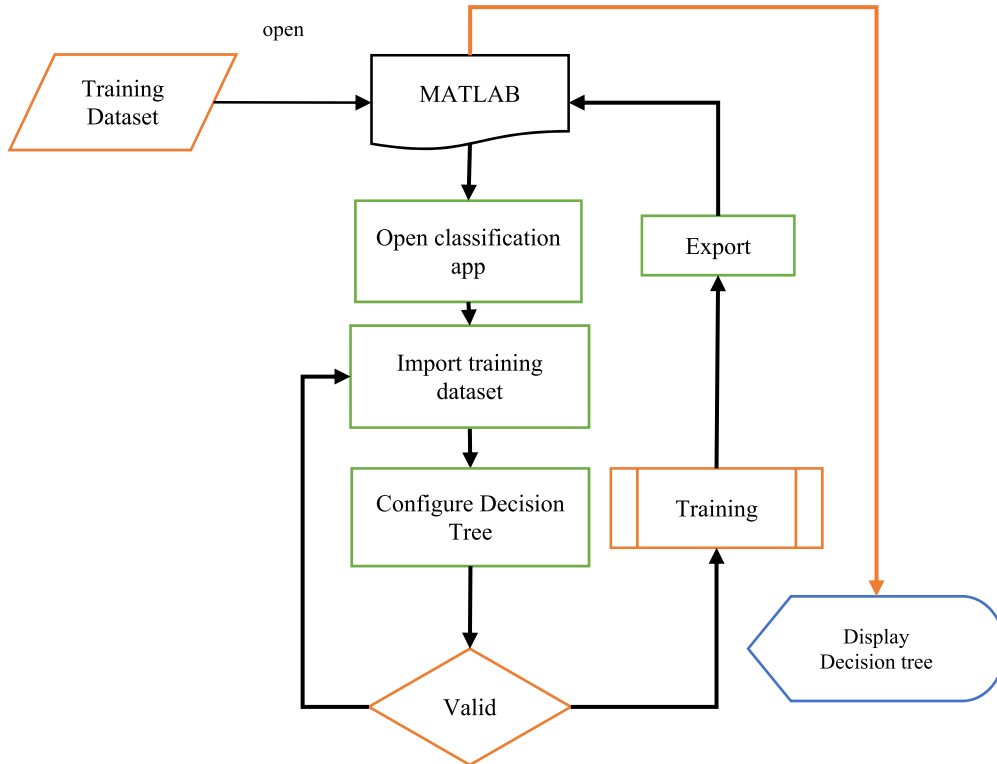 open
Training
Dataset
MATLAB
Open classification
app
Export
Import training
dataset
Configure Decision
Tree
Training
Display
Decision tree
Valid